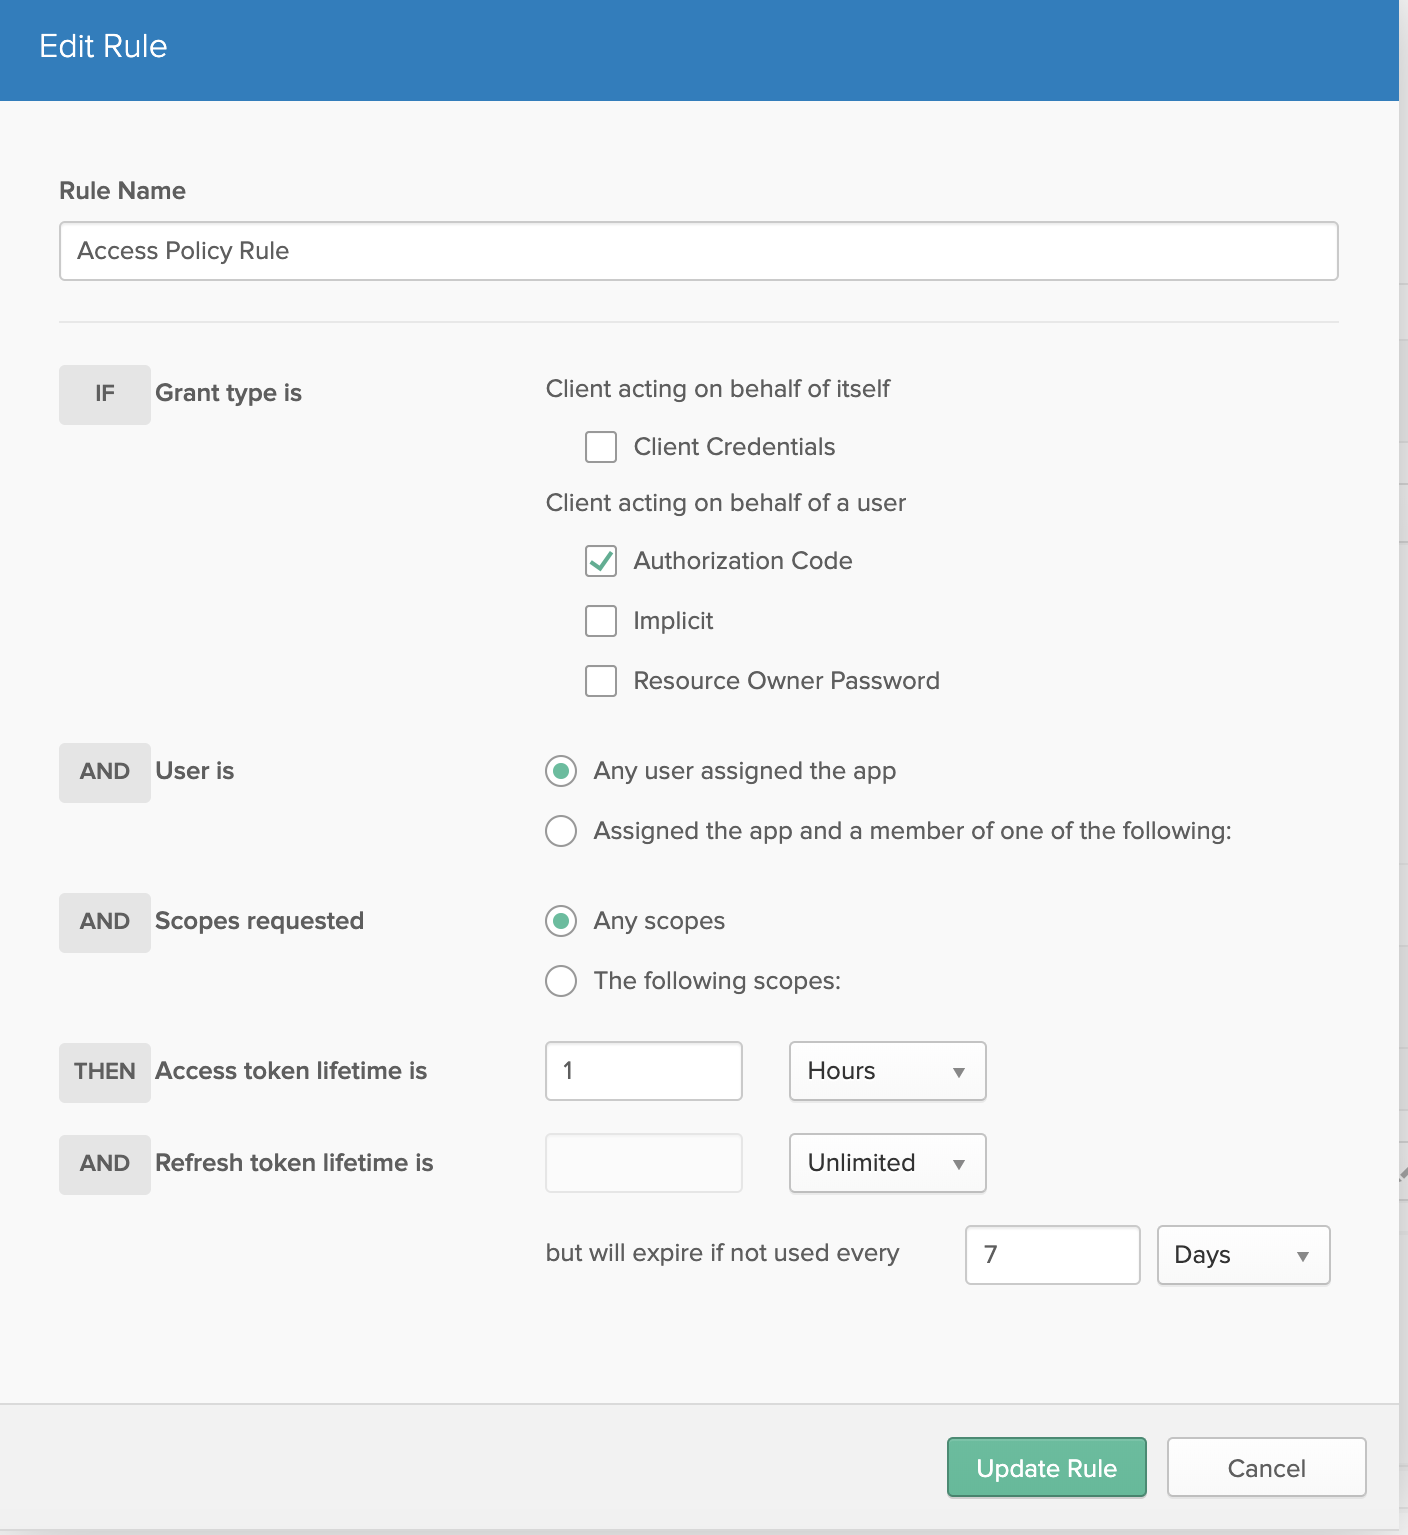 Edit Rule
Rule Name
Access Policy Rule
IF Grant type is
Client acting on behalf of itself
Client Credentials
Client acting on behalf of a user
Authorization Code
Implicit
Resource Owner Password
AND User is
Any user assigned the app
Assigned the app and a member of one of the following:
AND Scopes requested
Any scopes
The following scopes:
THEN Access token lifetime is 1 Hours
AND Refresh token lifetime is Unlimited
but will expire if not used every 7 Days
Update Rule Cancel